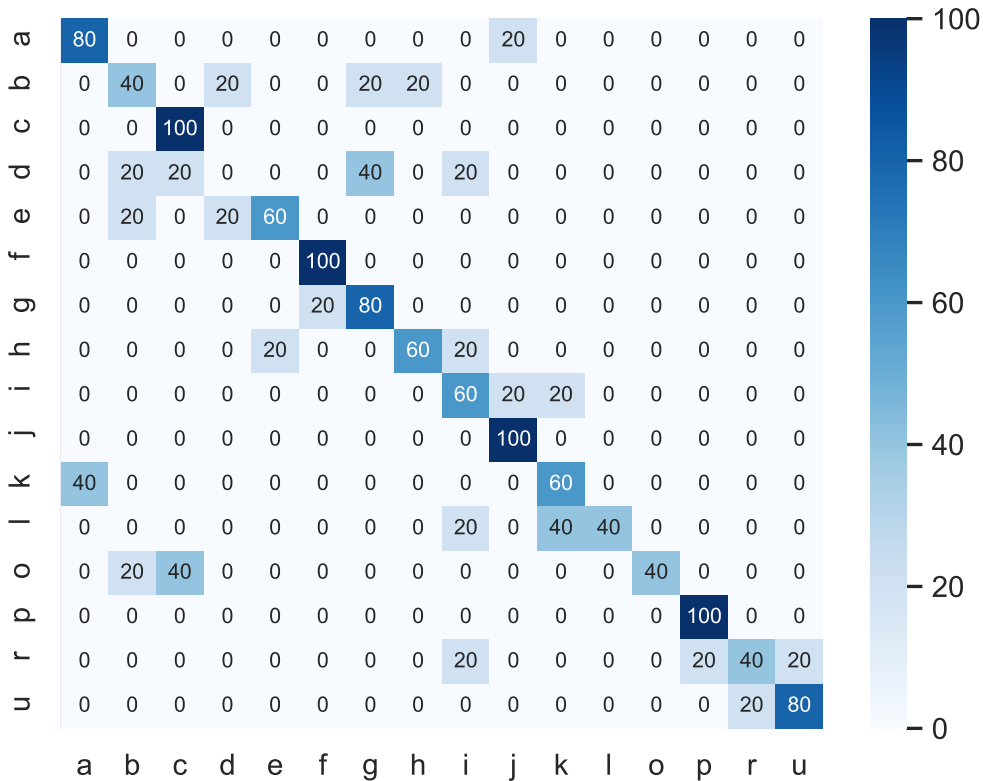 a 80 0 0 0 0 0 0 0 0 20 0 0 0 0 0 0
b 0 40 0 20 0 0 20 20 0 0 0 0 0 0 0 0
c 0 0 100 0 0 0 0 0 0 0 0 0 0 0 0 0
d 0 20 20 0 0 0 40 0 20 0 0 0 0 0 0 0
e 0 20 0 20 60 0 0 0 0 0 0 0 0 0 0 0
f 0 0 0 0 0 100 0 0 0 0 0 0 0 0 0 0
g 0 0 0 0 0 20 80 0 0 0 0 0 0 0 0 0
h 0 0 0 0 20 0 0 60 20 0 0 0 0 0 0 0
i 0 0 0 0 0 0 0 0 60 20 20 0 0 0 0 0
j 0 0 0 0 0 0 0 0 0 100 0 0 0 0 0 0
k 40 0 0 0 0 0 0 0 0 0 60 0 0 0 0 0
l 0 0 0 0 0 0 0 0 20 0 40 40 0 0 0 0
o 0 20 40 0 0 0 0 0 0 0 0 0 40 0 0 0
p 0 0 0 0 0 0 0 0 0 0 0 0 0 100 0 0
r 0 0 0 0 0 0 0 0 20 0 0 0 0 20 40 20
u 0 0 0 0 0 0 0 0 0 0 0 0 0 0 20 80
a b c d e f g h i j k l o p r u
100
80
60
40
20
0